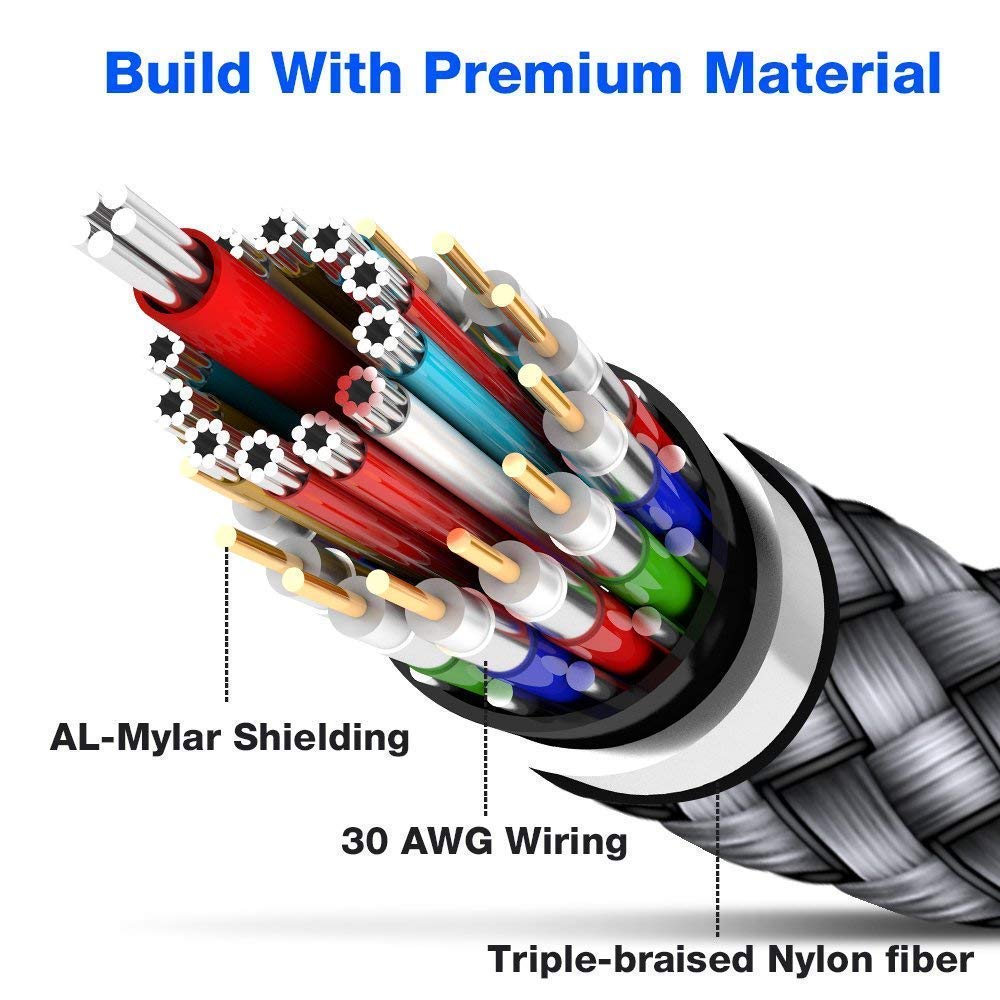 Build With Premium Material
AL-Mylar Shielding
30 AWG Wiring
Triple-braised Nylon fiber